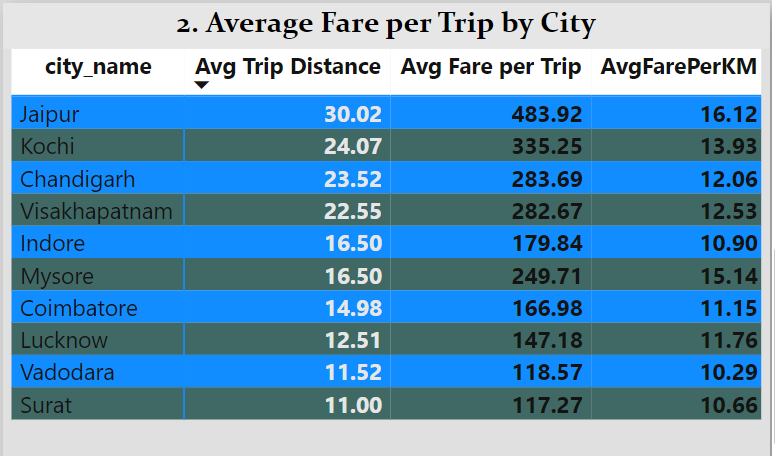 2. Average Fare per Trip by City
city_name Avg Trip Distance Avg Fare per Trip AvgFarePerKM
Jaipur 30.02 483.92 16.12
Kochi 24.07 335.25 13.93
Chandigarh 23.52 283.69 12.06
Visakhapatnam 22.55 282.67 12.53
Indore 16.50 179.84 10.90
Mysore 16.50 249.71 15.14
Coimbatore 14.98 166.98 11.15
Lucknow 12.51 147.18 11.76
Vadodara 11.52 118.57 10.29
Surat 11.00 117.27 10.66